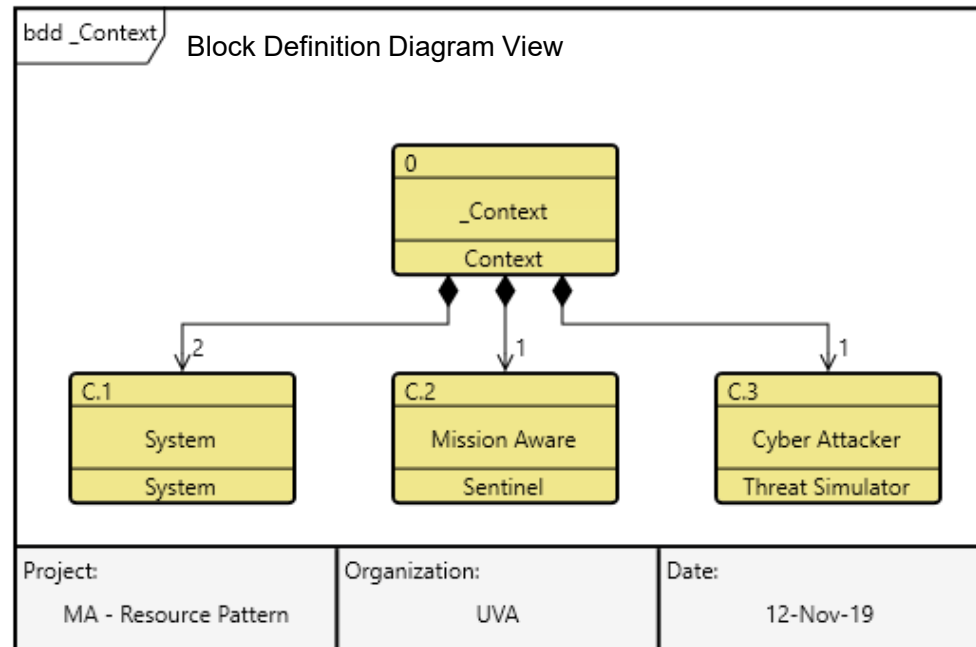 bdd _Context
Block Definition Diagram View
0
_Context
Context
2
1
1
C.1
System
System
C.2
Mission Aware
Sentinel
C.3
Cyber Attacker
Threat Simulator
Project:
MA - Resource Pattern
Organization:
UVA
Date:
12-Nov-19